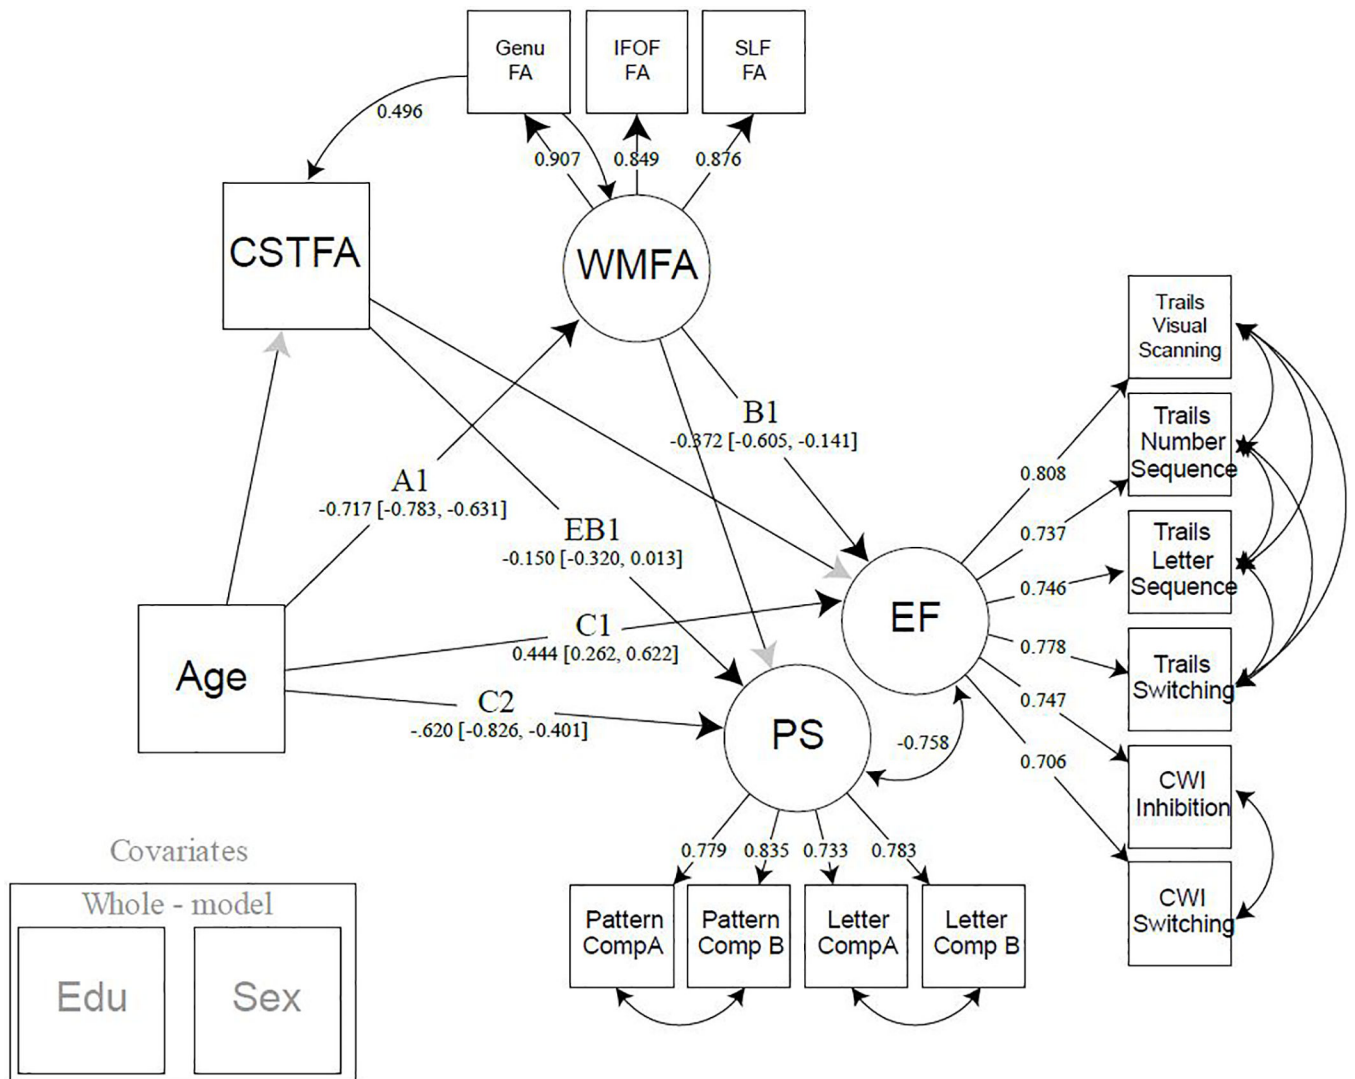 Genu
FA
IFOF
FA
SLF
FA
0.496
0.907
0.849
0.876
CSTFA
WMFA
Trails
Visual
Scanning
B1
-0.372 [-0.605, -0.141]
Trails
Number
Sequence
0.808
A1
-0.717 [-0.783, -0.631]
EB1
-0.150 [-0.320, 0.013]
0.737
Trails
Letter
Sequence
0.746
EF
C1
0.444 [0.262, 0.622]
0.778
Trails
Switching
Age
C2
-.620 [-0.826, -0.401]
0.747
PS
-0.758
0.706
CWI
Inhibition
0.779
0.835
0.733
0.783
CWI
Switching
Pattern
CompA
Pattern
Comp B
Letter
CompA
Letter
Comp B
Covariates
Whole - model
Edu
Sex